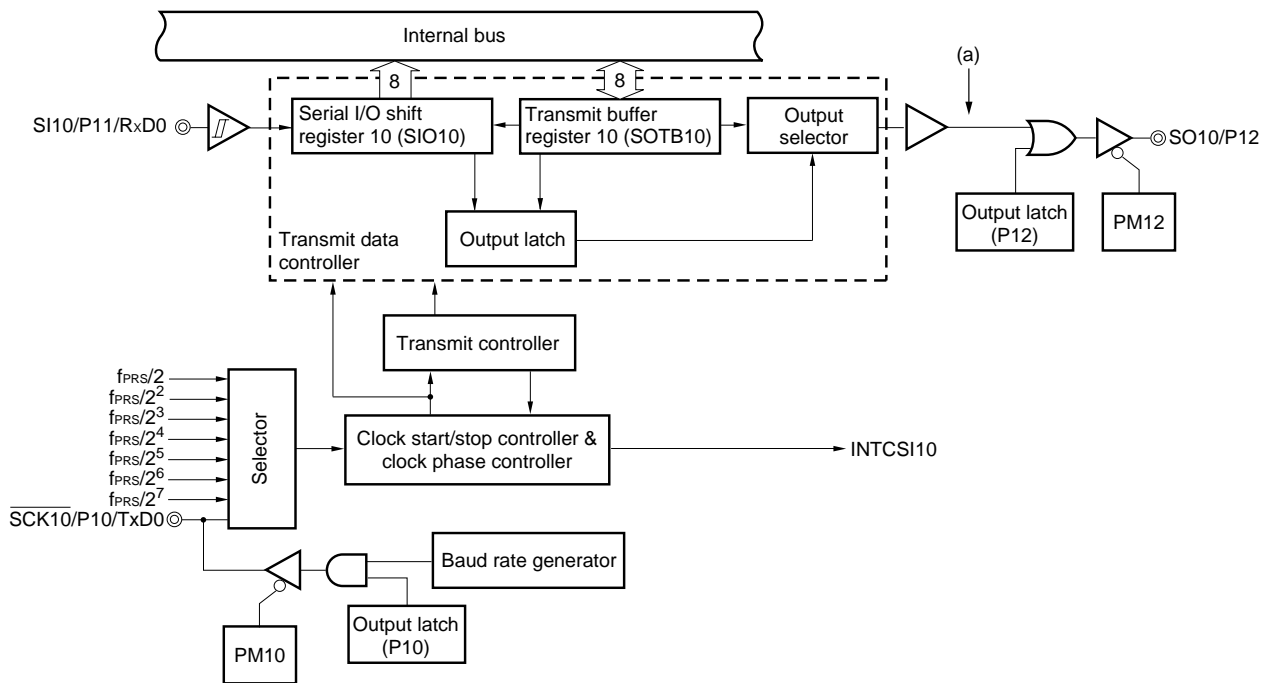 Internal bus
(a)
8
8
SI10/P11/RxD0
Serial I/O shift
register 10 (SIO10)
Transmit buffer
register 10 (SOTB10)
Output
selector
SO10/P12
Output latch
Output latch
(P12)
PM12
Transmit data
controller
Transmit controller
fPRS/2
fPRS/2²
fPRS/2³
fPRS/2⁴
fPRS/2⁵
fPRS/2⁶
fPRS/2⁷
Selector
Clock start/stop controller &
clock phase controller
INTCSI10
S̅C̅K̅1̅0̅/P10/TxD0
Baud rate generator
Output latch
(P10)
PM10